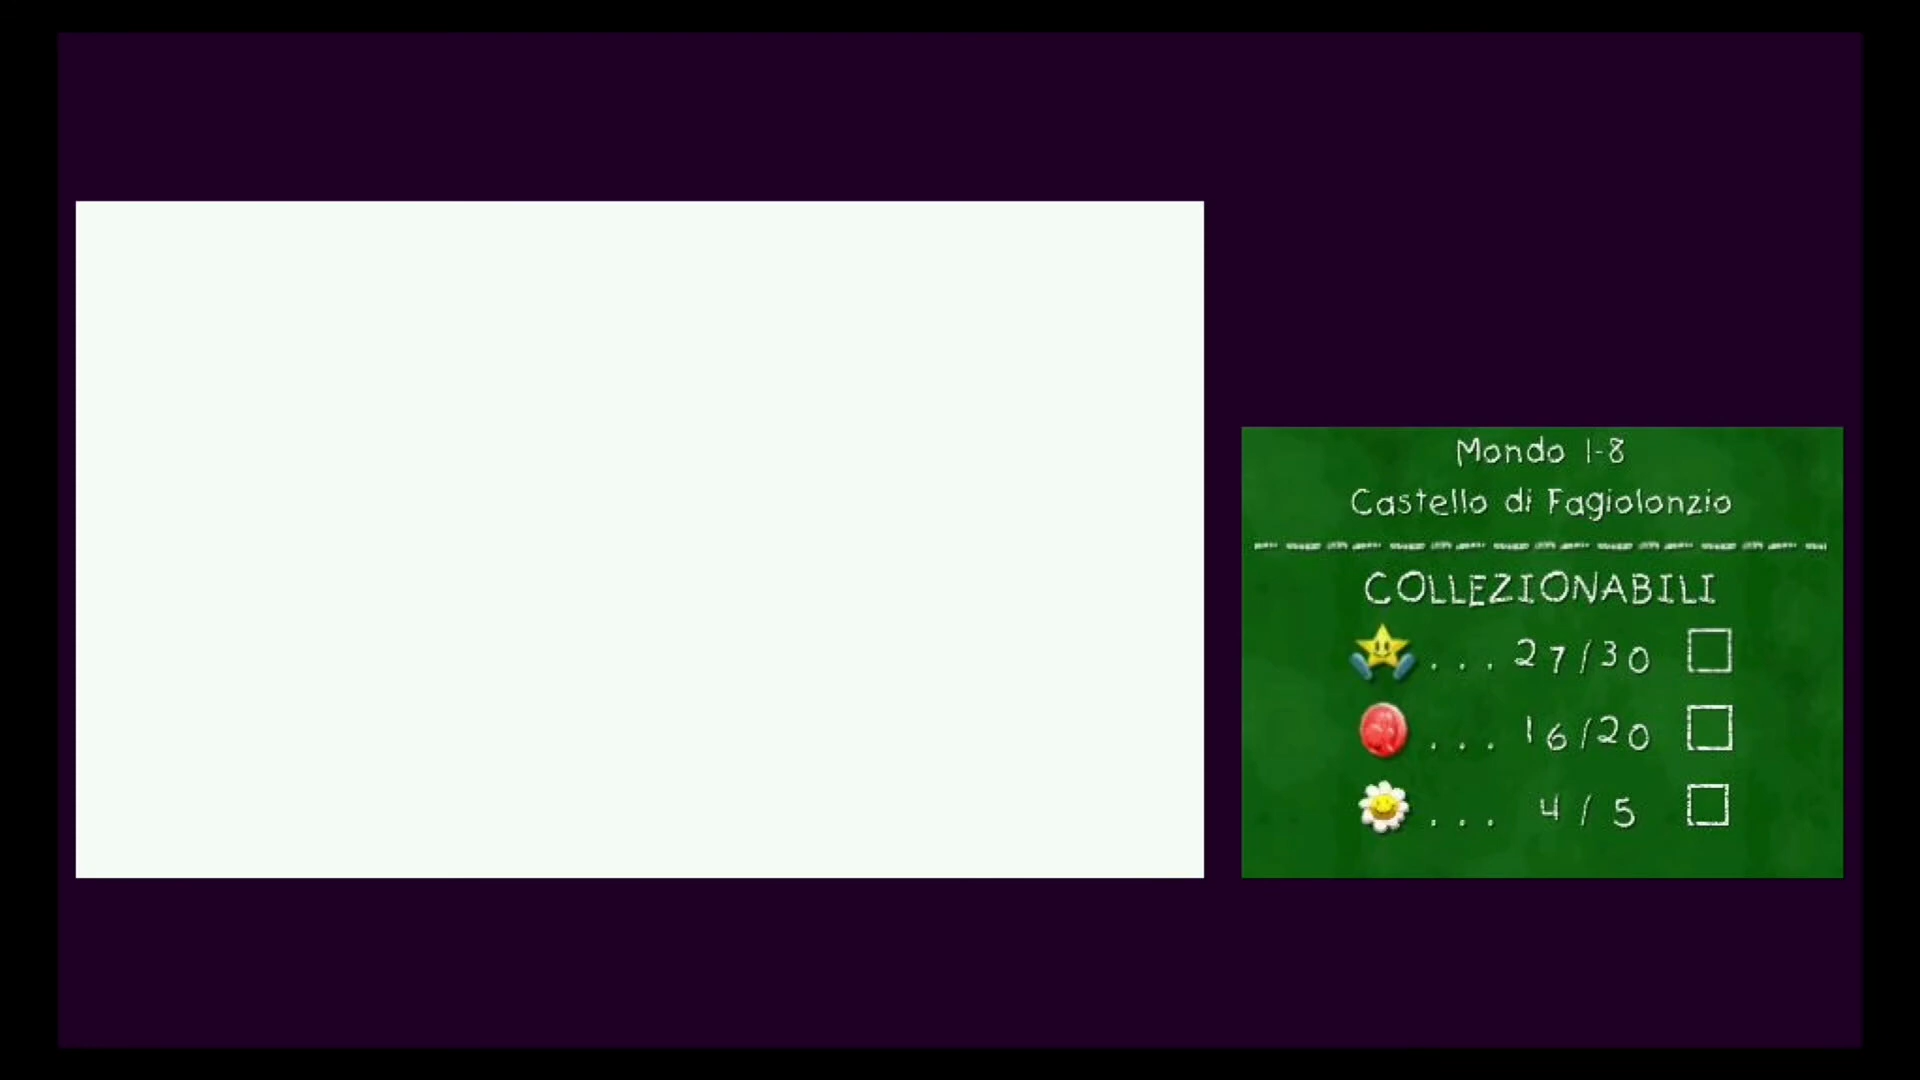 Mondo 1-8
Castello di Fagiolonzio
COLLEZIONABILI
... 27/30
... 16/20
... 4/5